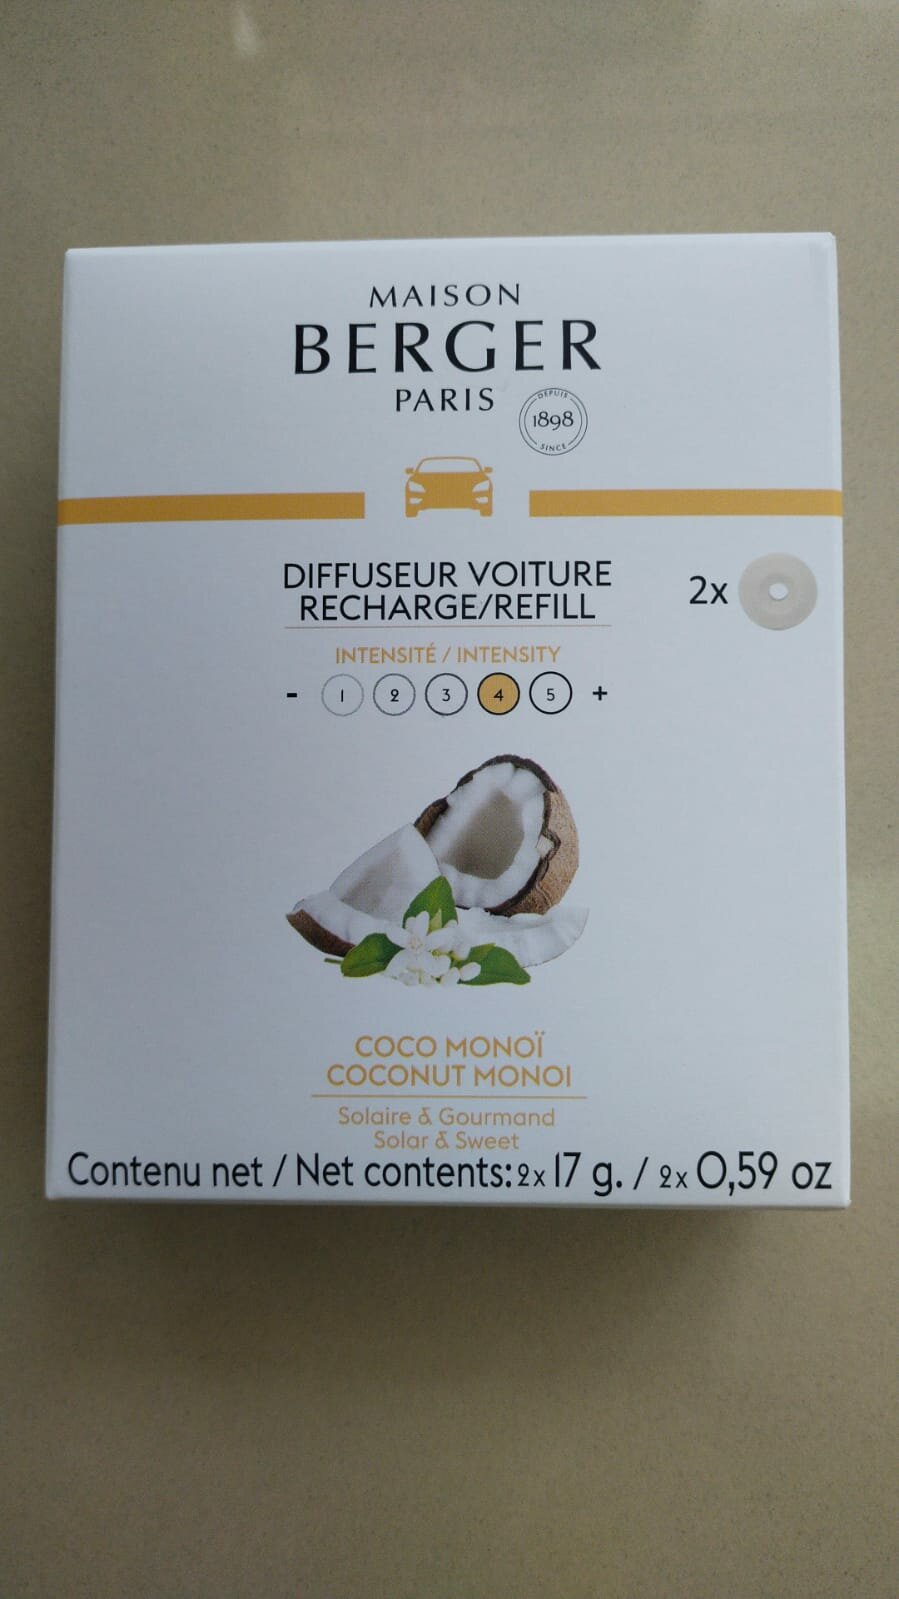 MAISON
BERGER
PARIS
DEPUIS
1898
SINCE
DIFFUSEUR VOITURE
RECHARGE/REFILL
2x
INTENSITÉ / INTENSITY
- 1 2 3 4 5 +
COCO MONOÏ
COCONUT MONOI
Solaire & Gourmand
Solar & Sweet
Contenu net / Net contents: 2x 17 g. / 2x 0,59 oz